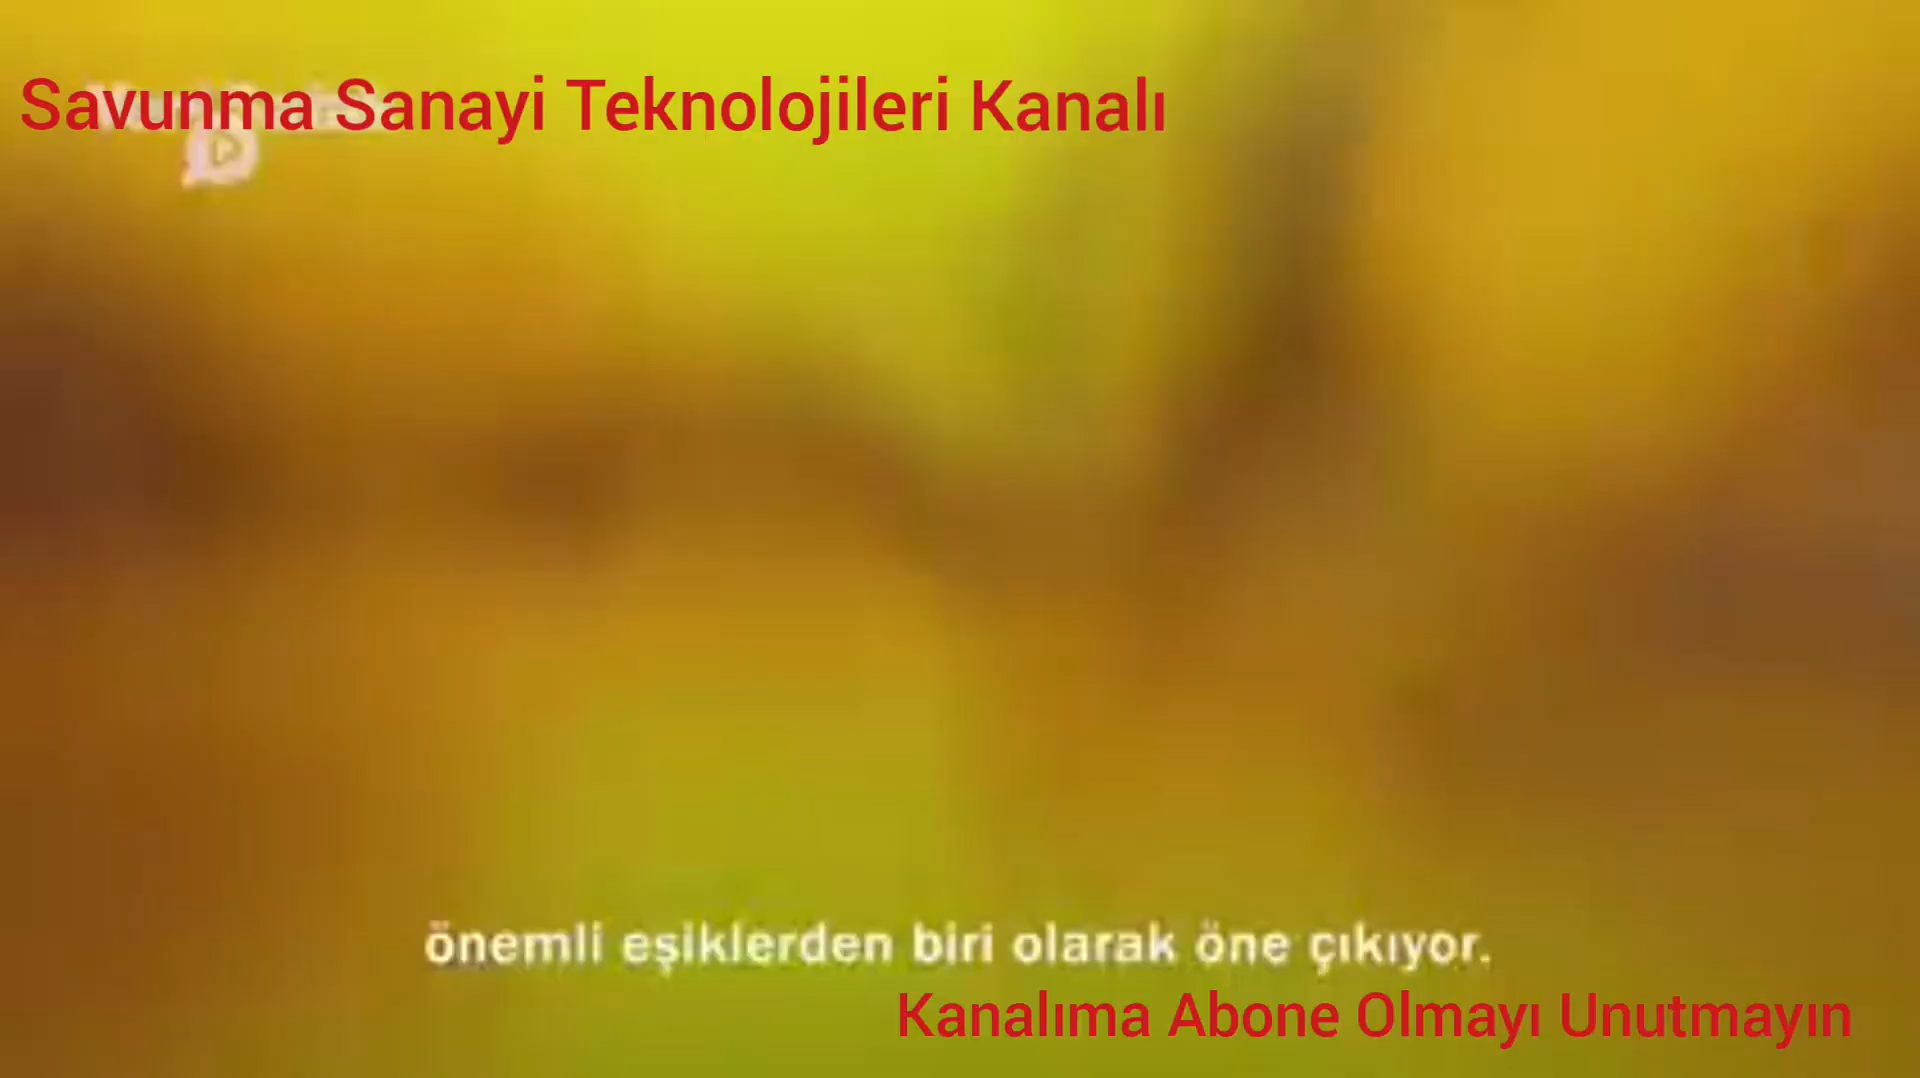 Savunma Sanayi Teknolojileri Kanalı
önemli eşiklerden biri olarak öne çıkıyor.
Kanalıma Abone Olmayı Unutmayın